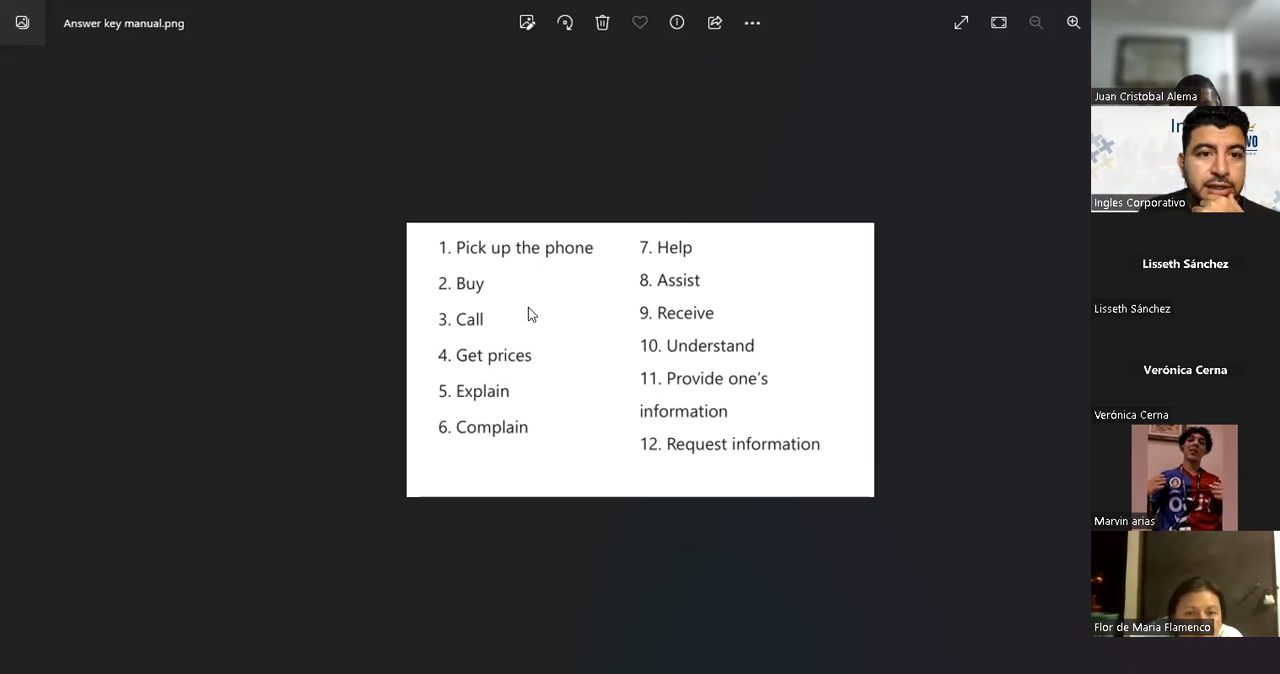 Answer key manual.png
1. Pick up the phone
2. Buy
3. Call
4. Get prices
5. Explain
6. Complain
7. Help
8. Assist
9. Receive
10. Understand
11. Provide one's
information
12. Request information
Juan Cristobal Alema
Ingles Corporativo
Lisseth Sánchez
Lisseth Sánchez
Verónica Cerna
Verónica Cerna
Marvin arias
Flor de Maria Flamenco